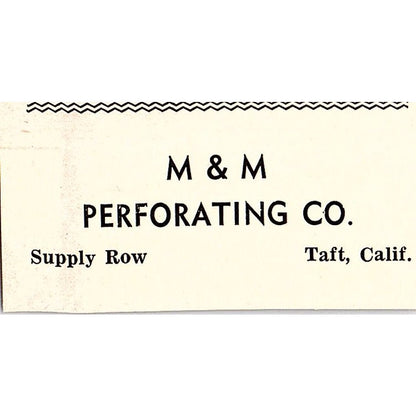 M & M
PERFORATING CO.
Supply Row Taft, Calif.